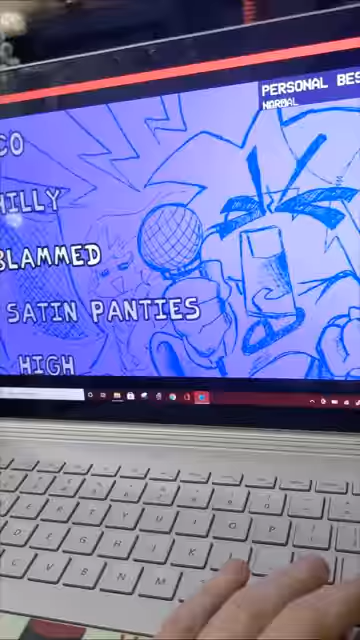 PERSONAL BES
NORMAL
CO
HILLY
BLAMMED
SATIN PANTIES
HIGH
Y U I O P
G H J K L
C V B N M